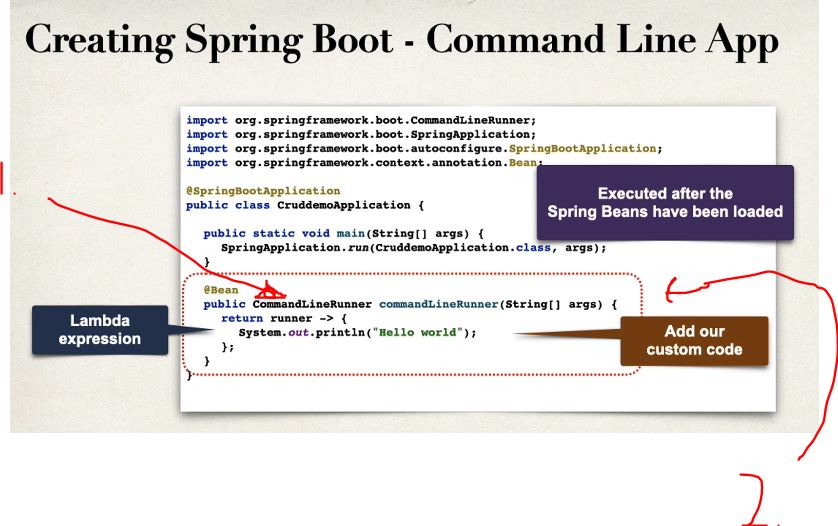 Creating Spring Boot - Command Line App
import org.springframework.boot.CommandLineRunner;
import org.springframework.boot.SpringApplication;
import org.springframework.boot.autoconfigure.SpringBootApplication;
import org.springframework.context.annotation.Bean;
1.
@SpringBootApplication
public class CruddemoApplication {
Executed after the
Spring Beans have been loaded
public static void main(String[] args) {
SpringApplication.run(CruddemoApplication.class, args);
}
@Bean
public CommandLineRunner commandLineRunner(String[] args) {
return runner -> {
System.out.println("Hello world");
};
}
}
Lambda
expression
Add our
custom code
2.